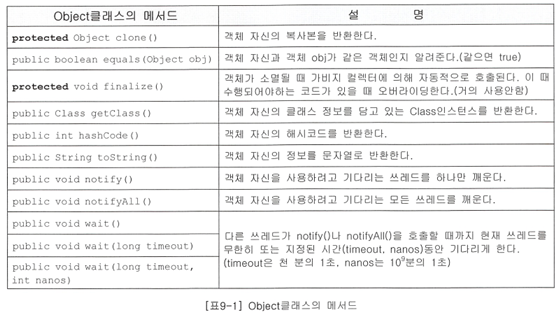 Object클래스의 메서드
설 명
protected Object clone()
객체 자신의 복사본을 반환한다.
public boolean equals(Object obj)
객체 자신과 객체 obj가 같은 객체인지 알려준다.(같으면 true)
protected void finalize()
객체가 소멸될 때 가비지 컬렉터에 의해 자동적으로 호출된다. 이 때
수행되어야하는 코드가 있을 때 오버라이딩한다.(거의 사용안함)
public Class getClass()
객체 자신의 클래스 정보를 담고 있는 Class인스턴스를 반환한다.
public int hashCode()
객체 자신의 해시코드를 반환한다.
public String toString()
객체 자신의 정보를 문자열로 반환한다.
public void notify()
객체 자신을 사용하려고 기다리는 쓰레드를 하나만 깨운다.
public void notifyAll()
객체 자신을 사용하려고 기다리는 모든 쓰레드를 깨운다.
public void wait()
public void wait(long timeout)
public void wait(long timeout,
int nanos)
다른 쓰레드가 notify()나 notifyAll()을 호출할 때까지 현재 쓰레드를
무한히 또는 지정된 시간(timeout, nanos)동안 기다리게 한다.
(timeout은 천 분의 1초, nanos는 10⁹분의 1초)
[표9-1] Object클래스의 메서드